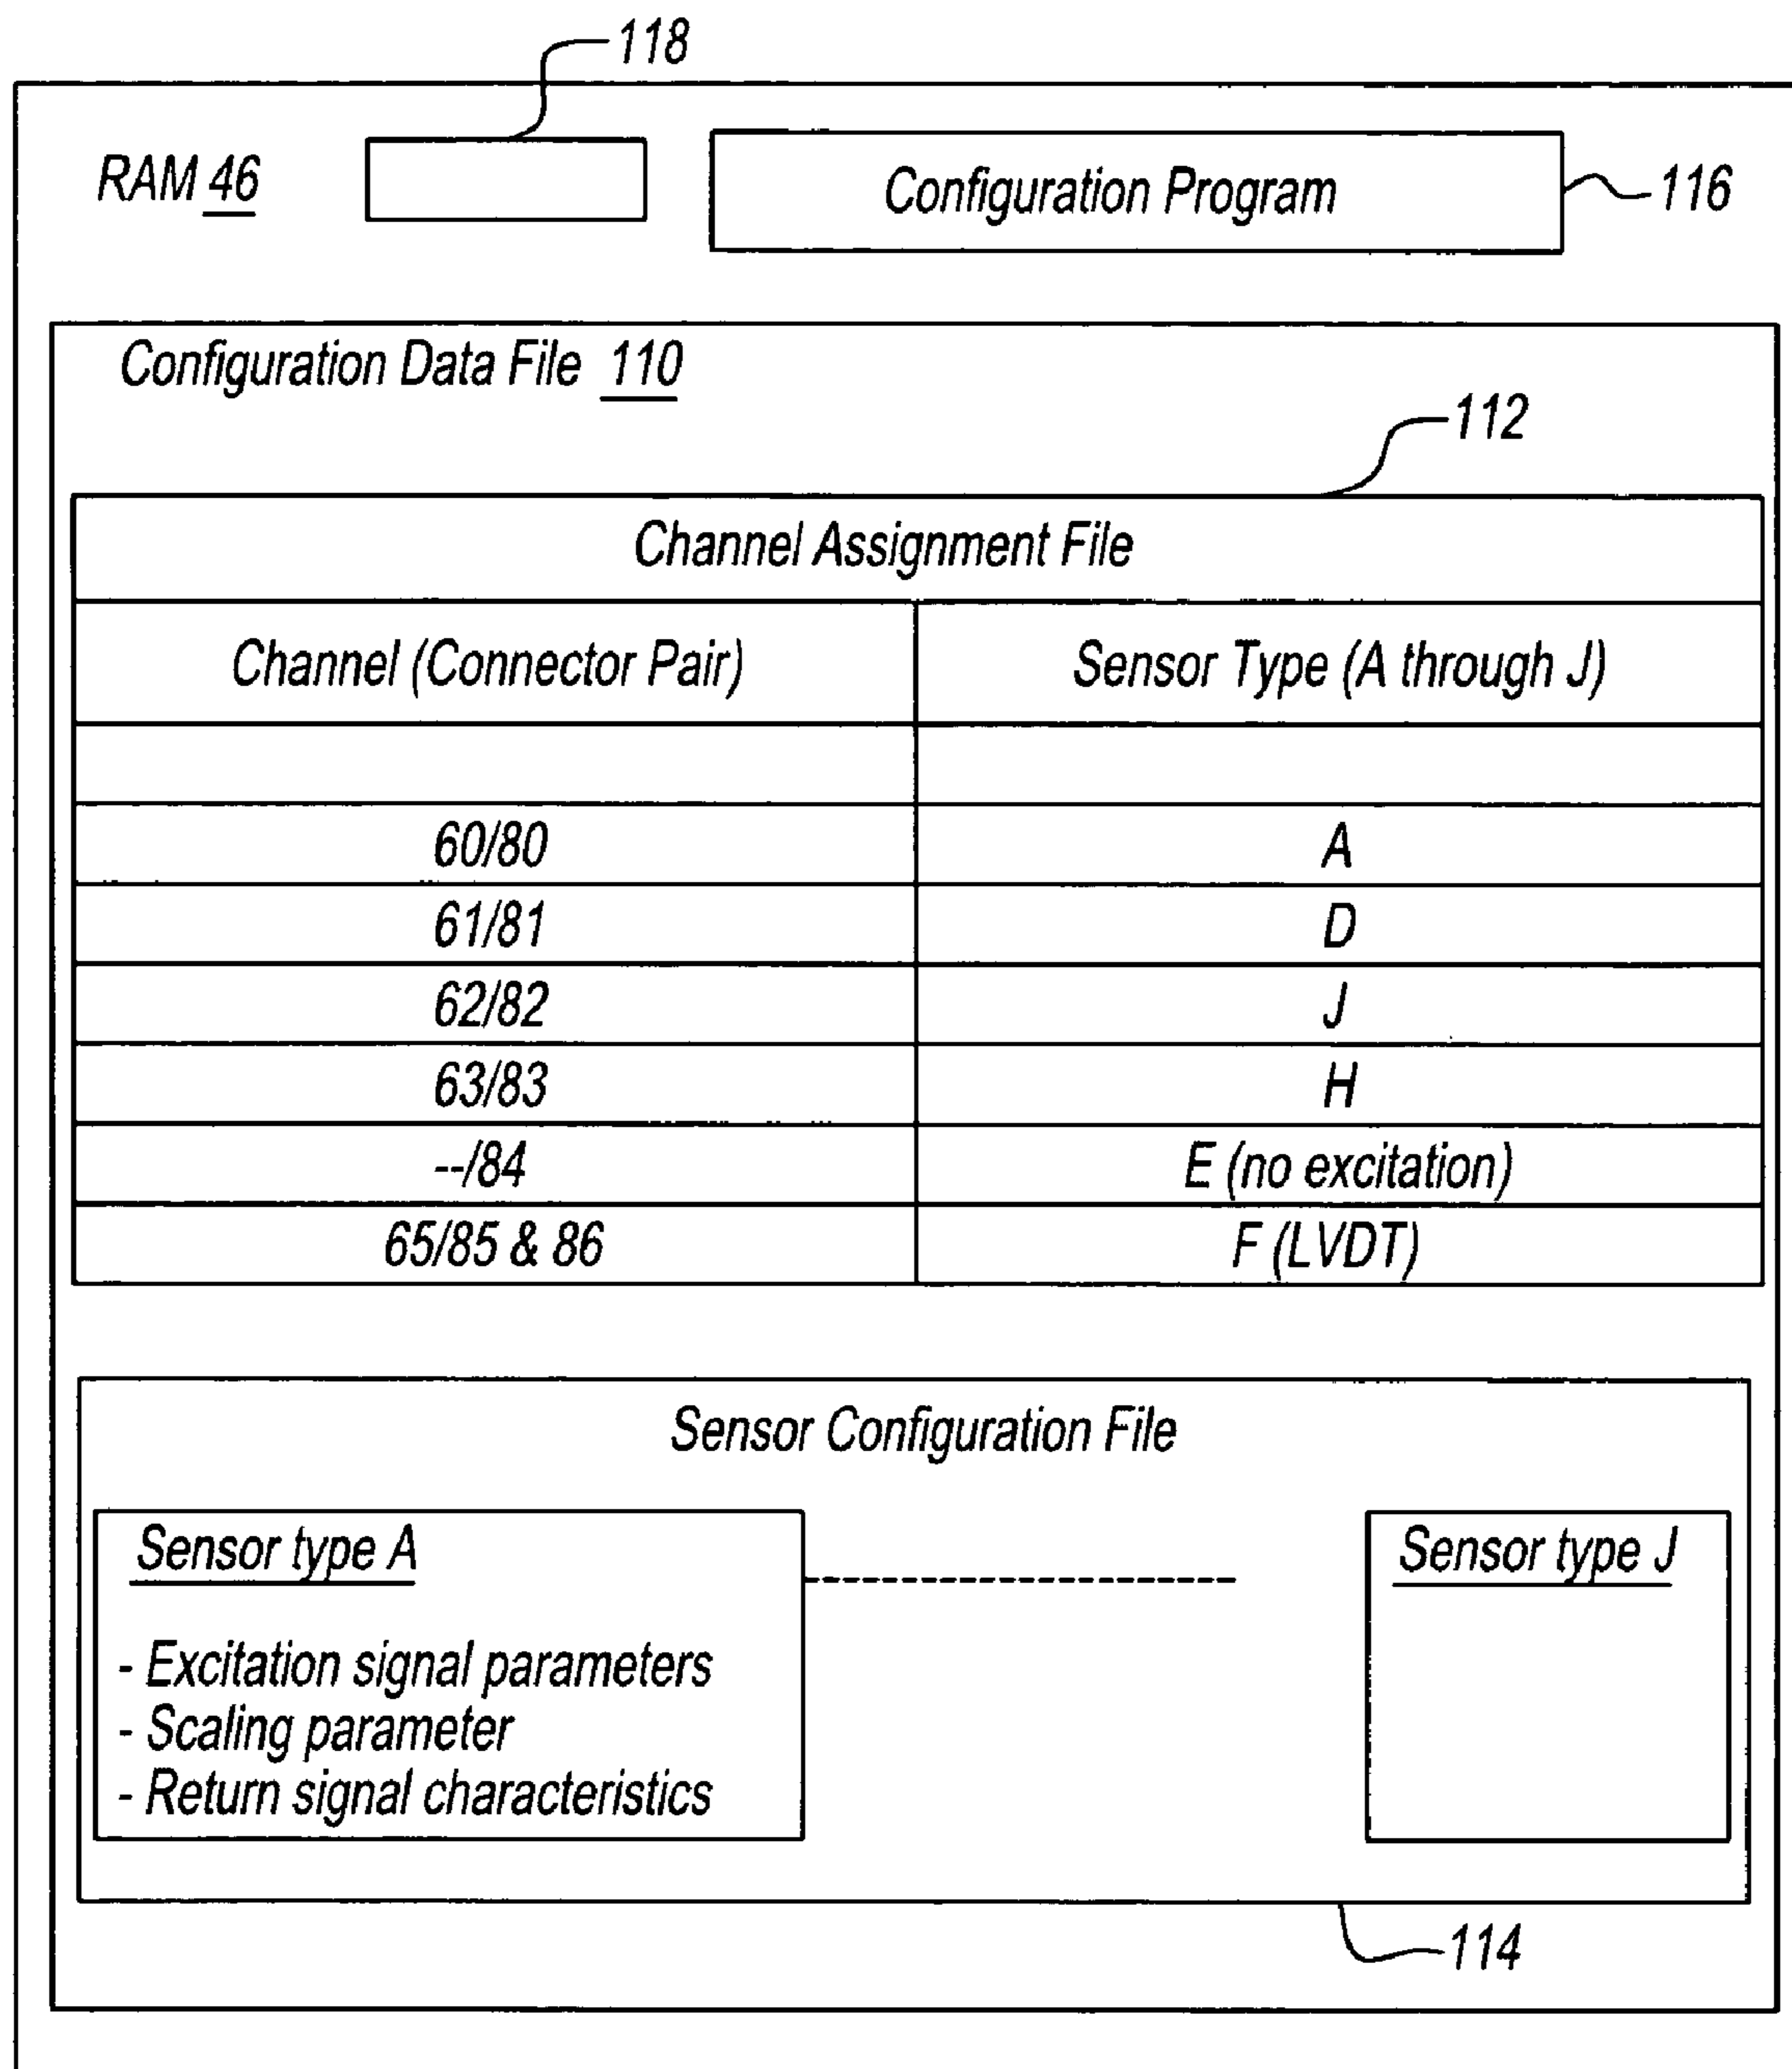 118
RAM 46
Configuration Program
116
Configuration Data File 110
112
Channel Assignment File
Channel (Connector Pair) Sensor Type (A through J)
60/80 A
61/81 D
62/82 J
63/83 H
--/84 E (no excitation)
65/85 & 86 F (LVDT)
Sensor Configuration File
Sensor type A
- Excitation signal parameters
- Scaling parameter
- Return signal characteristics
Sensor type J
114